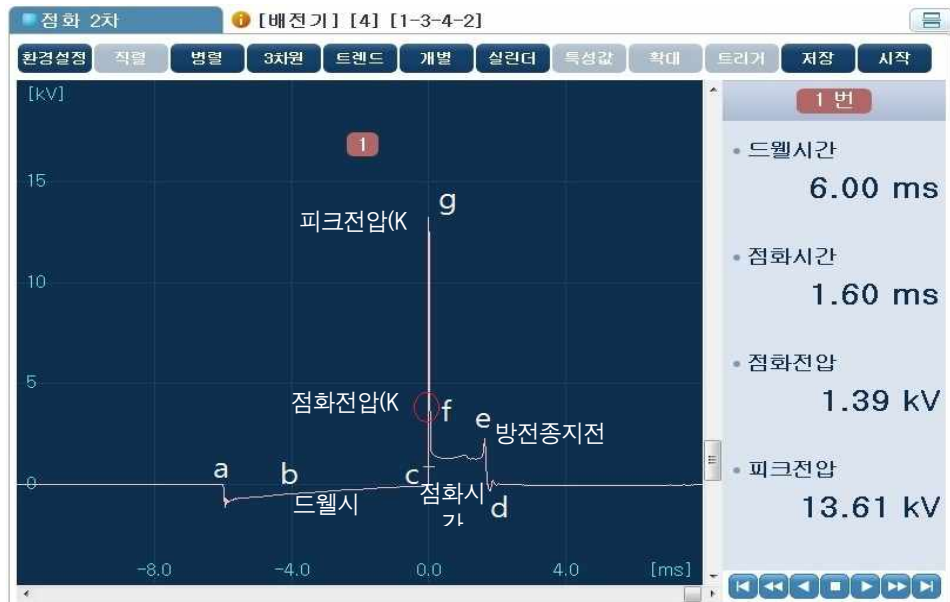 점화 2차
[배전기] [4] [1-3-4-2]
환경설정 직렬 병렬 3차원 트렌드 개별 실린더 특성값 확대 트리거 저장 시작
[kV]
1 번
1
드웰시간
6.00 ms
15
피크전압(K
g
점화시간
1.60 ms
10
점화전압
1.39 kV
5
점화전압(K
f
e
방전종지전
피크전압
13.61 kV
a
b
c
0
드웰시
점화시
d
-8.0 -4.0 0.0 4.0 [ms]